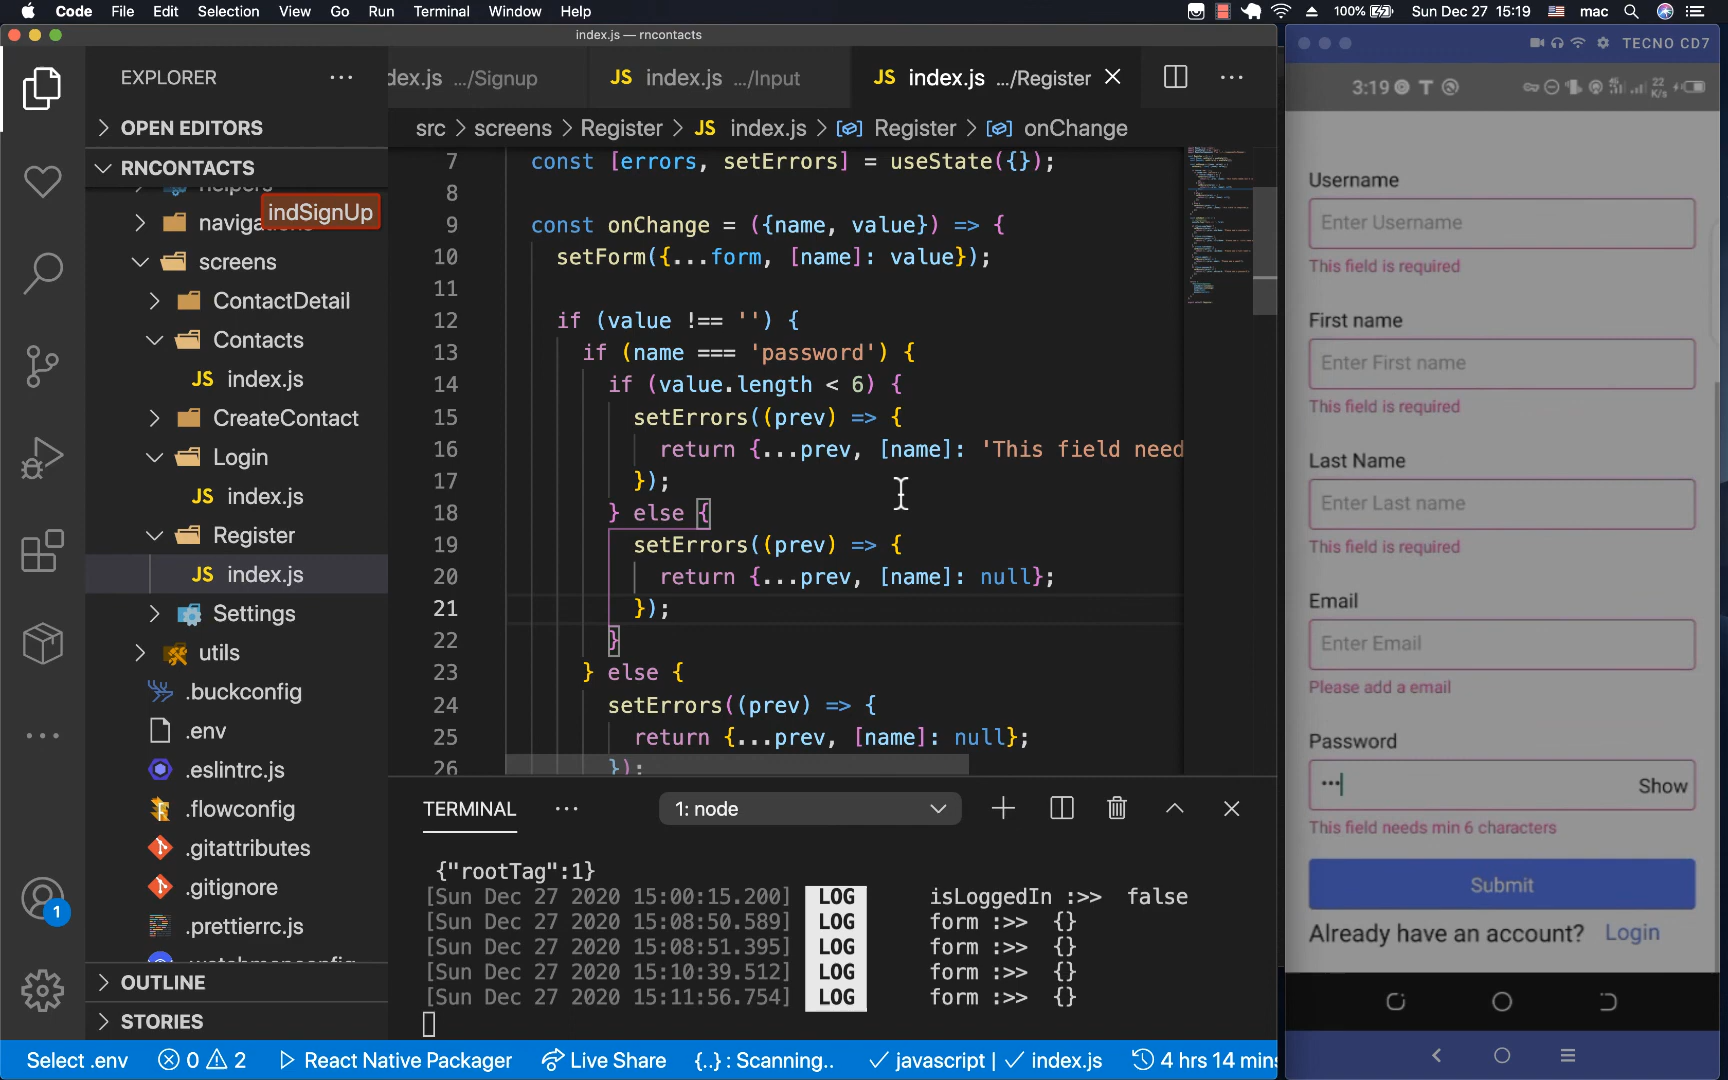 Code File Edit Selection View Go Run Terminal Window Help 100% Sun Dec 27 15:19 mac
index.js — rncontacts
TECNO CD7
EXPLORER
dex.js .../Signup
JS index.js .../Input
JS index.js .../Register
3:19
22 K/s
OPEN EDITORS
src > screens > Register > JS index.js > Register > onChange
RNCONTACTS
helpers
indSignUp
naviga
screens
ContactDetail
Contacts
JS index.js
CreateContact
Login
JS index.js
Register
JS index.js
Settings
utils
.buckconfig
.env
.eslintrc.js
.flowconfig
.gitattributes
.gitignore
.prettierrc.js
.watchmanconfig
OUTLINE
STORIES
7 const [errors, setErrors] = useState({});
8
9 const onChange = ({name, value}) => {
10 setForm({...form, [name]: value});
11
12 if (value !== '') {
13 if (name === 'password') {
14 if (value.length < 6) {
15 setErrors((prev) => {
16 return {...prev, [name]: 'This field need
17 });
18 } else {
19 setErrors((prev) => {
20 return {...prev, [name]: null};
21 });
22 }
23 } else {
24 setErrors((prev) => {
25 return {...prev, [name]: null};
26 });
TERMINAL
1: node
{"rootTag":1}
[Sun Dec 27 2020 15:00:15.200] LOG isLoggedIn :>> false
[Sun Dec 27 2020 15:08:50.589] LOG form :>> {}
[Sun Dec 27 2020 15:08:51.395] LOG form :>> {}
[Sun Dec 27 2020 15:10:39.512] LOG form :>> {}
[Sun Dec 27 2020 15:11:56.754] LOG form :>> {}
Username
Enter Username
This field is required
First name
Enter First name
This field is required
Last Name
Enter Last name
This field is required
Email
Enter Email
Please add a email
Password
•••
Show
This field needs min 6 characters
Submit
Already have an account? Login
1
Select .env 0 2 React Native Packager Live Share {..} : Scanning.. javascript | index.js 4 hrs 14 mins